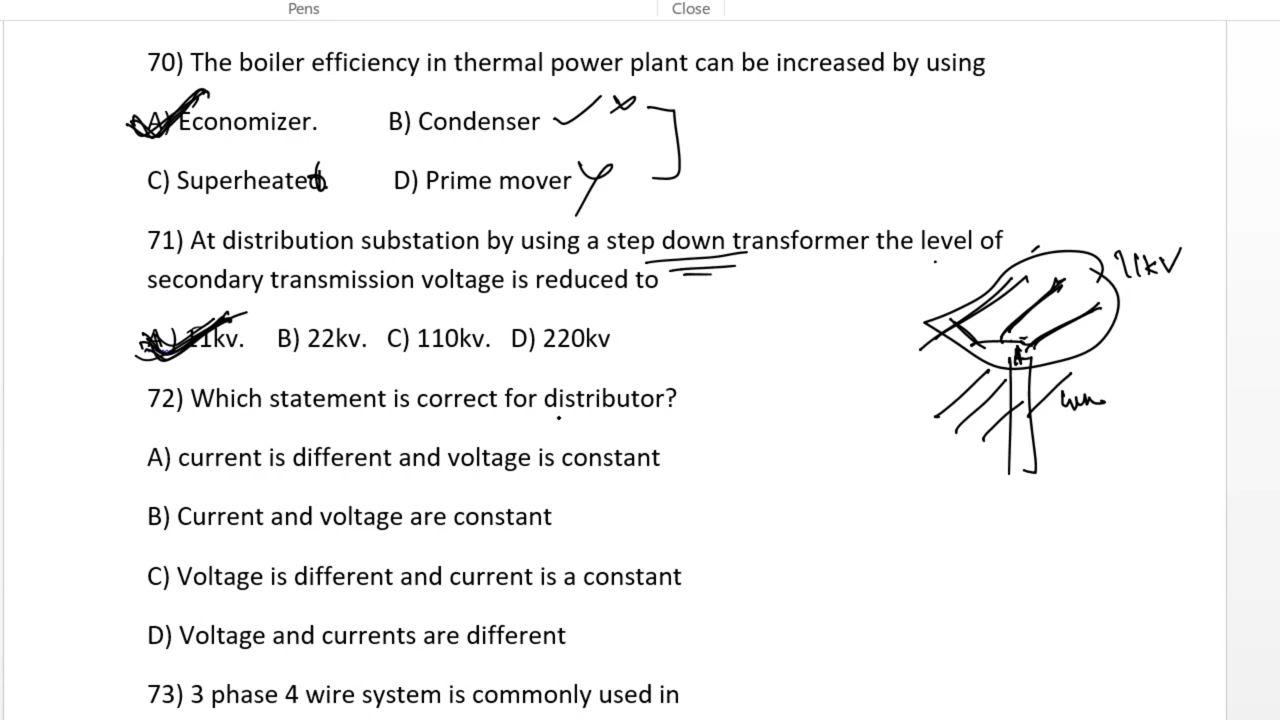 Pens Close
70) The boiler efficiency in thermal power plant can be increased by using
A) Economizer. B) Condenser
C) Superheated. D) Prime mover
71) At distribution substation by using a step down transformer the level of
secondary transmission voltage is reduced to
11kV
A) 11kv. B) 22kv. C) 110kv. D) 220kv
72) Which statement is correct for distributor?
A) current is different and voltage is constant
B) Current and voltage are constant
C) Voltage is different and current is a constant
D) Voltage and currents are different
73) 3 phase 4 wire system is commonly used in